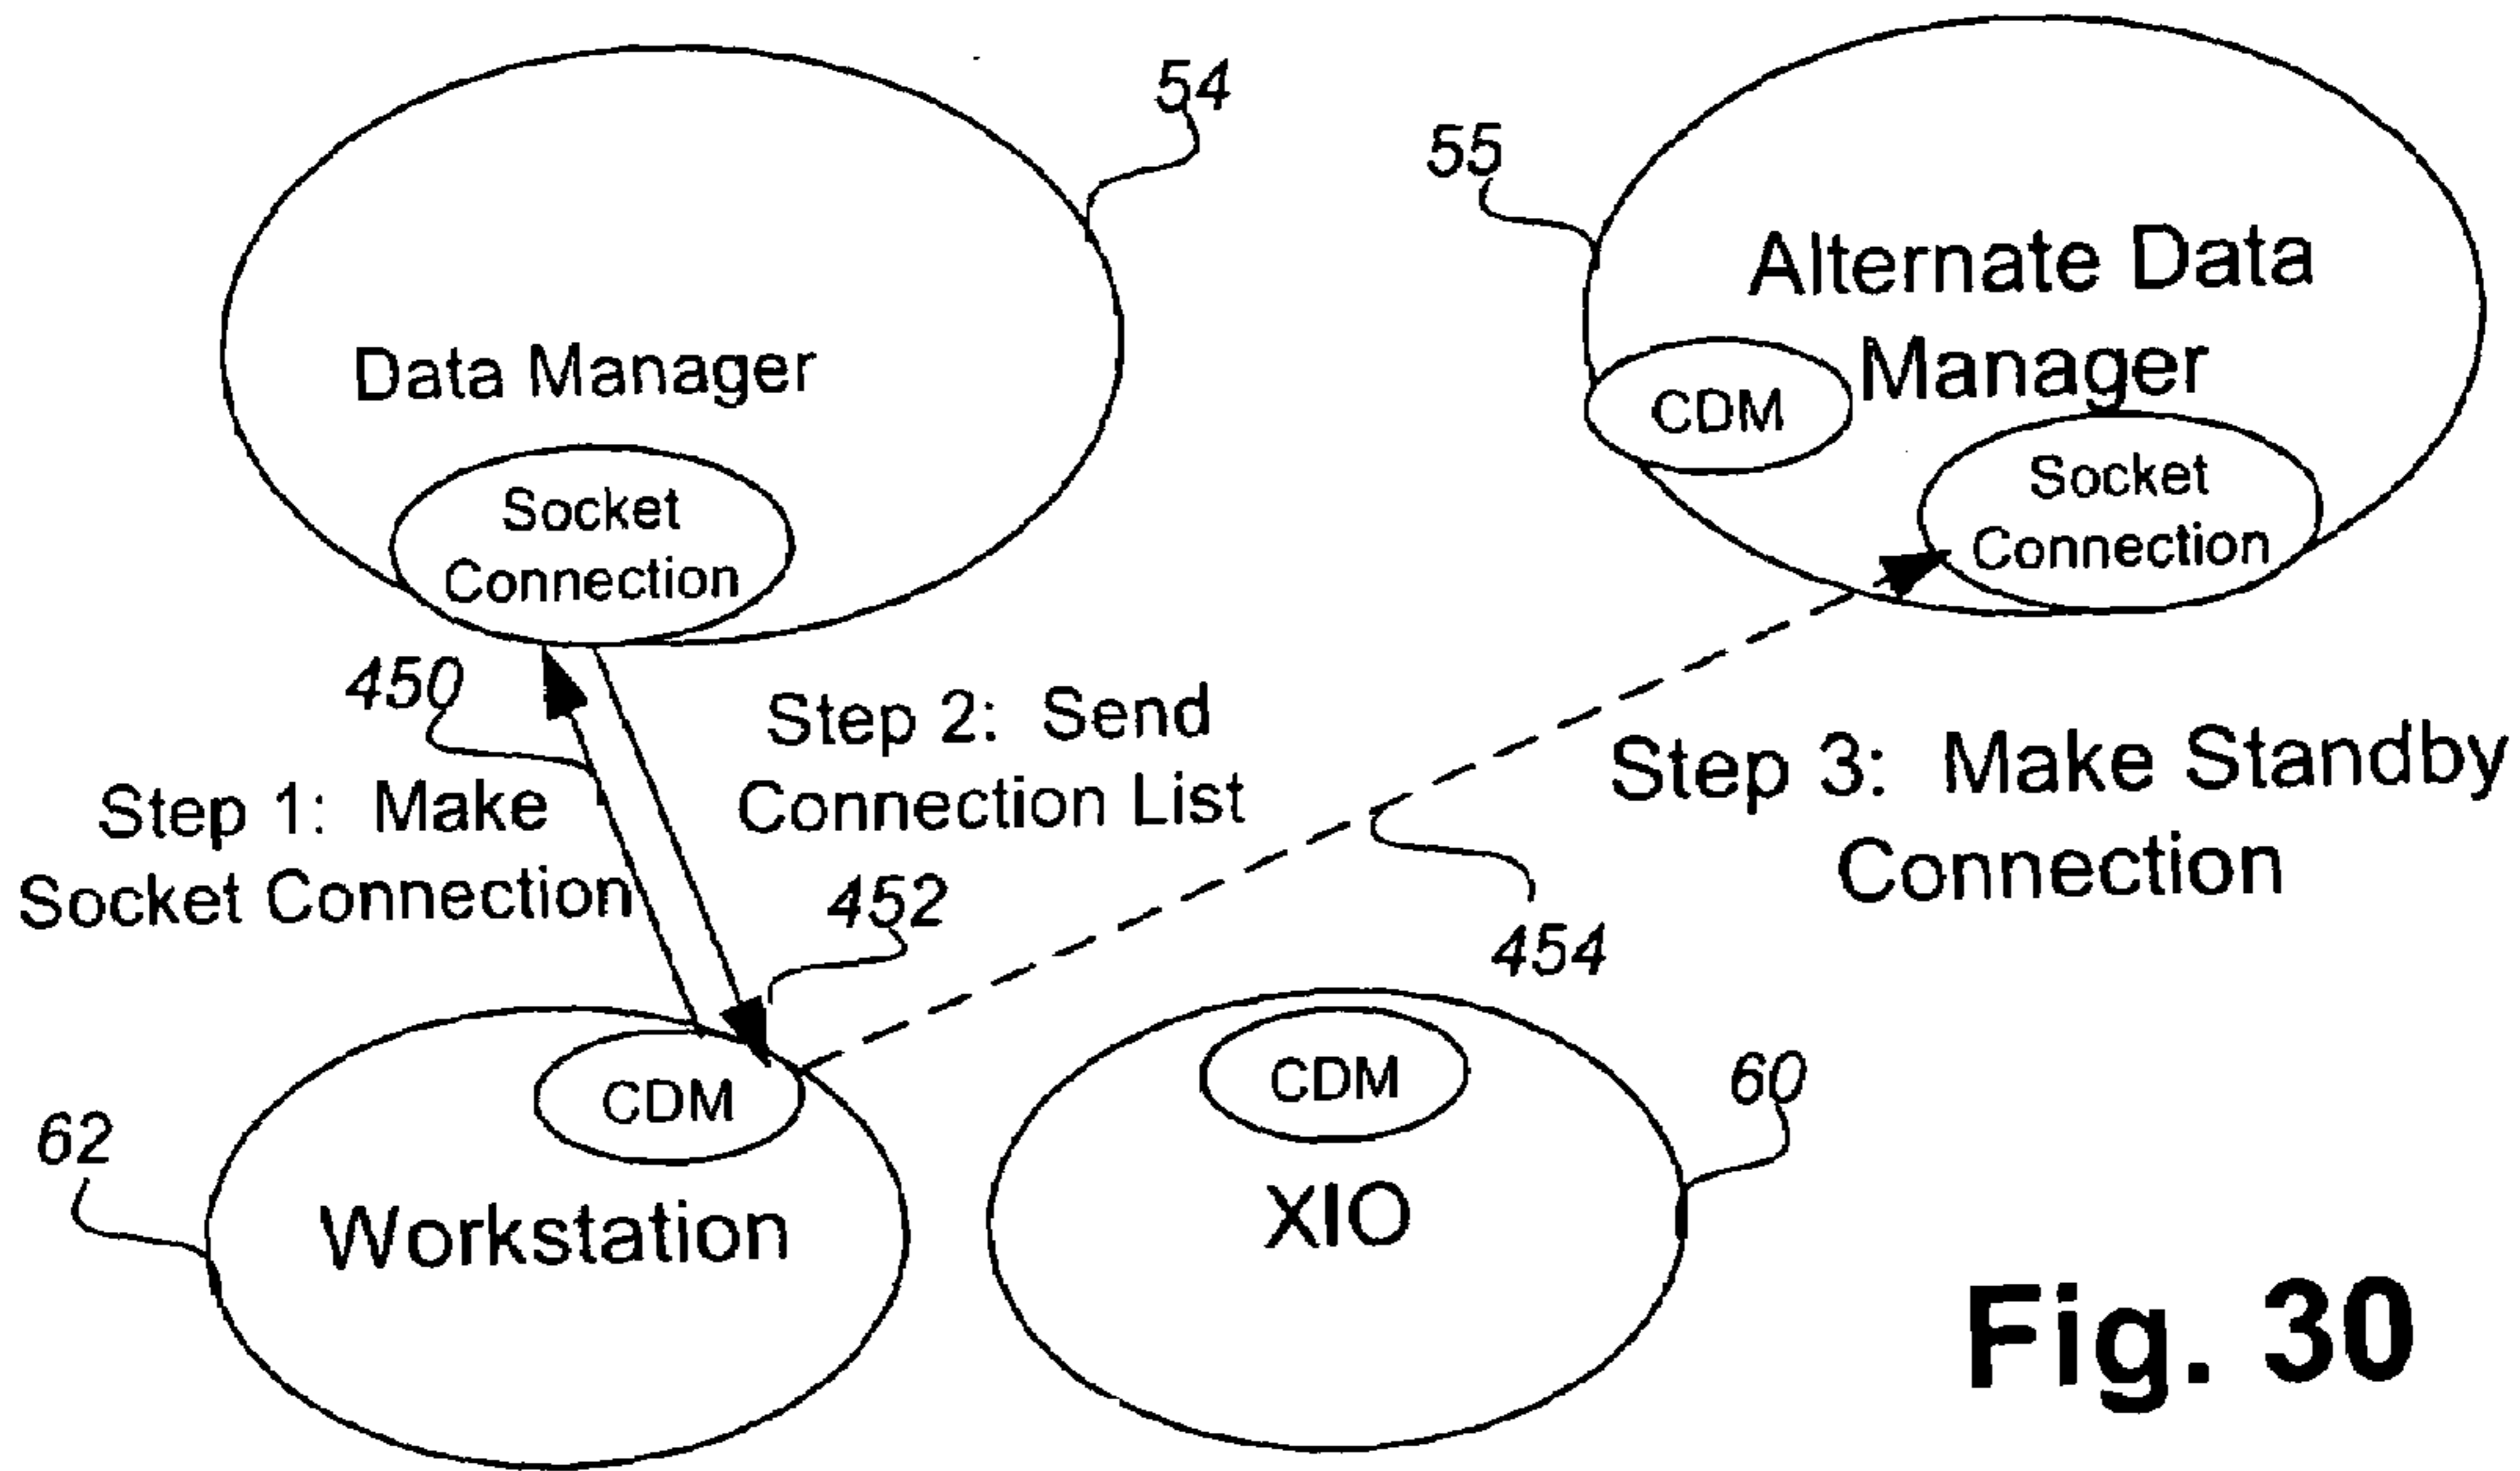 54
55
Alternate Data
Manager
Data Manager
CDM
Socket
Connection
Socket
Connection
450
Step 1: Make
Socket Connection
Step 2: Send
Connection List
452
Step 3: Make Standby
Connection
454
62
CDM
Workstation
CDM
XIO
60
Fig. 30